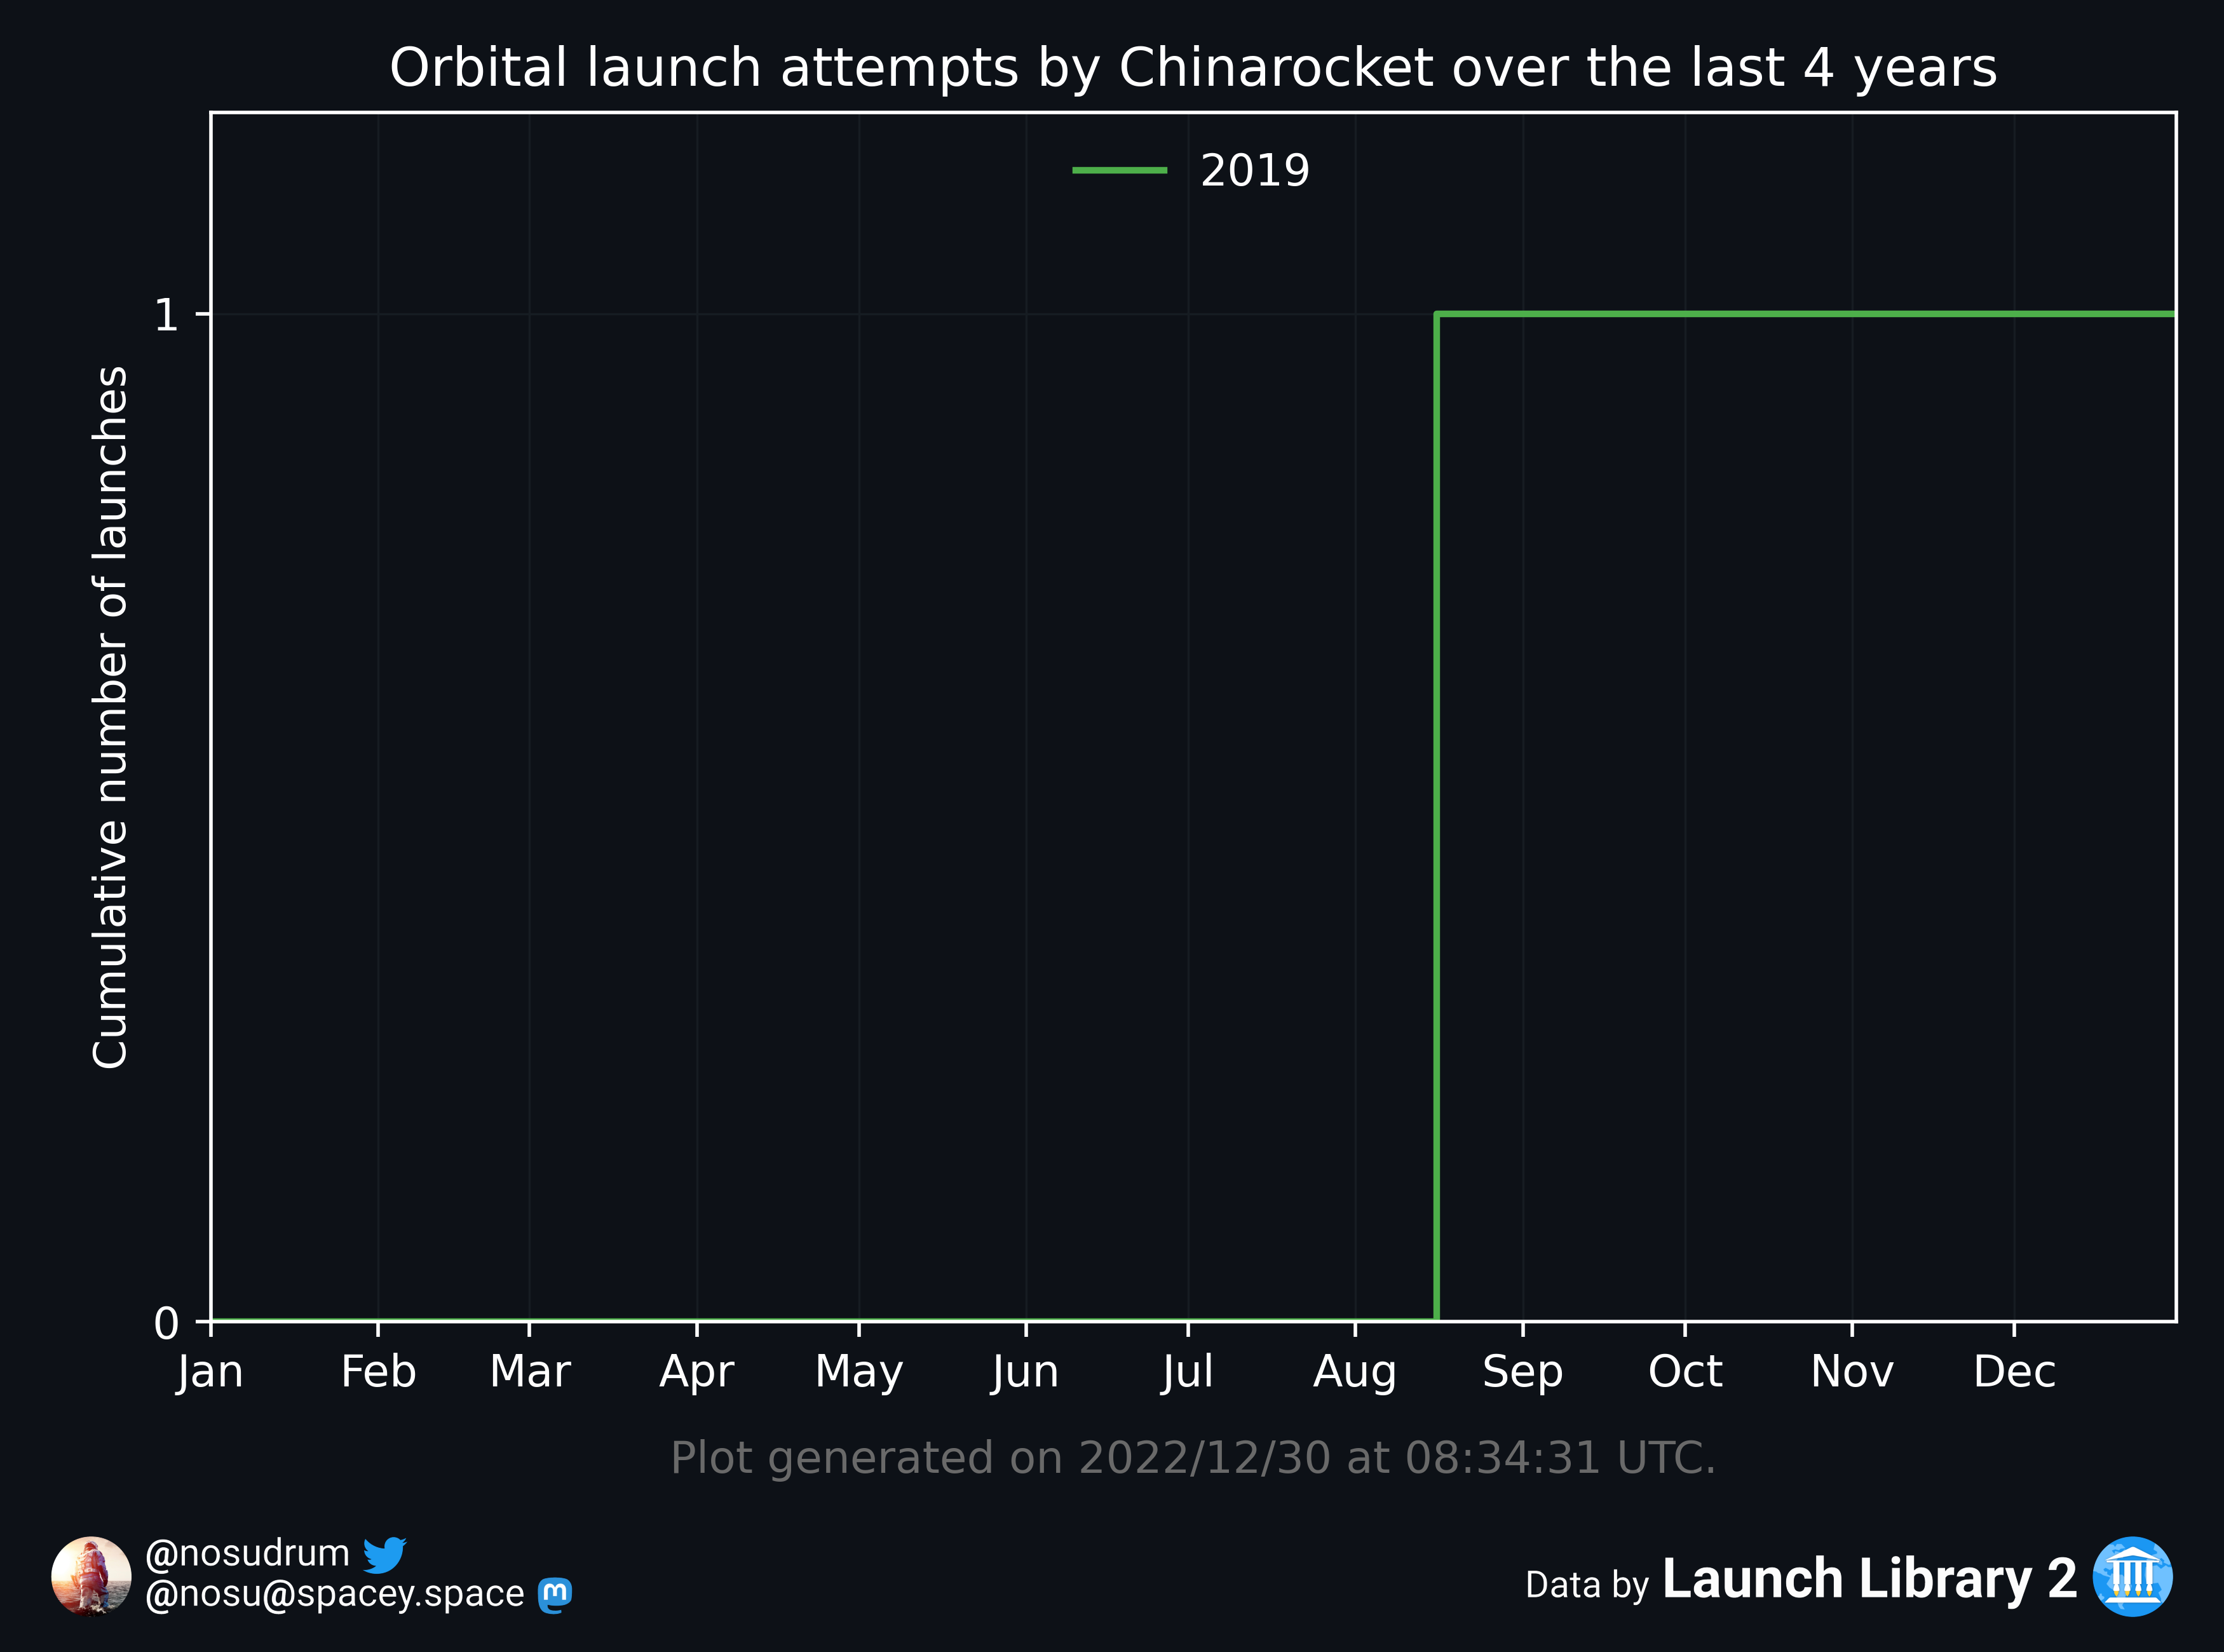 Orbital launch attempts by Chinarocket over the last 4 years
2019
1
0
Cumulative number of launches
Jan Feb Mar Apr May Jun Jul Aug Sep Oct Nov Dec
Plot generated on 2022/12/30 at 08:34:31 UTC.
@nosudrum
@nosu@spacey.space
Data by Launch Library 2